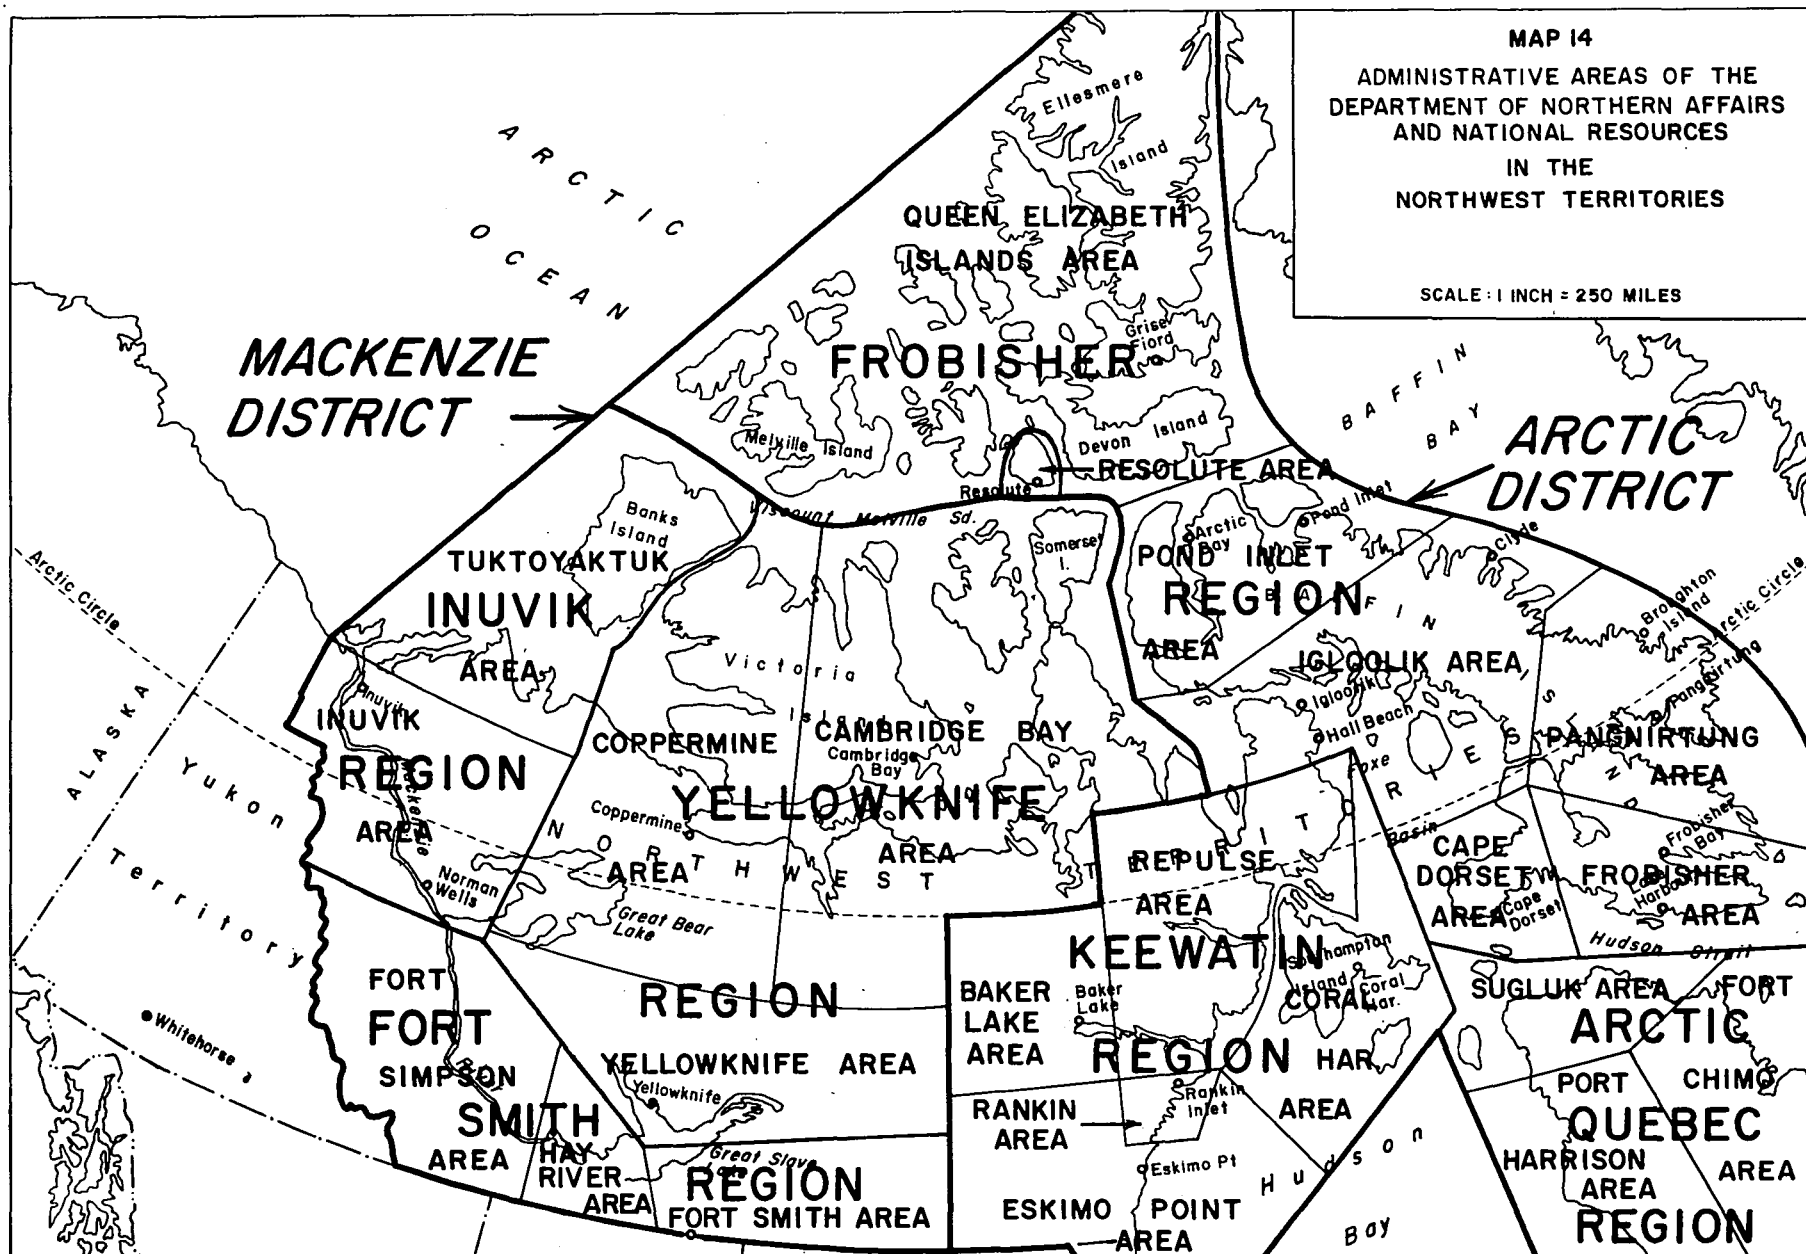 MAP 14
ADMINISTRATIVE AREAS OF THE
DEPARTMENT OF NORTHERN AFFAIRS
AND NATIONAL RESOURCES
IN THE
NORTHWEST TERRITORIES
SCALE: 1 INCH = 250 MILES
ARCTIC
OCEAN
Ellesmere
Island
QUEEN ELIZABETH
ISLANDS AREA
MACKENZIE
DISTRICT
FROBISHER
Grise
Fiord
BAFFIN
BAY
ARCTIC
DISTRICT
Melville Island
Devon Island
RESOLUTE AREA
Resolute
Viscount Melville Sd.
Banks
Island
Somerset
I.
Arctic
Bay
Pond Inlet
Clyde
TUKTOYAKTUK
INUVIK
AREA
POND INLET
REGION
AREA
BAFFIN
ISLAND
Broughton
Island
Arctic Circle
Arctic Circle
Pangnirtung
IGLOOLIK AREA
Igloolik
Hall Beach
Foxe
Basin
PANGNIRTUNG
AREA
Inuvik
INUVIK
REGION
AREA
Mackenzie
Victoria
Island
COPPERMINE
CAMBRIDGE BAY
Cambridge
Bay
YELLOWKNIFE
Coppermine
AREA
AREA
NORTHWEST
TERRITORIES
ALASKA
Yukon
Territory
Norman
Wells
Great Bear
Lake
REPULSE
AREA
CAPE
DORSET
AREA
Cape
Dorset
Frobisher
Bay
FROBISHER
Lake
Harbour
AREA
Hudson Strait
KEEWATIN
Southampton
Island
Coral
Har.
BAKER
LAKE
AREA
Baker
Lake
CORAL
REGION
HAR
AREA
FORT
FORT
SIMPSON
SMITH
AREA
REGION
YELLOWKNIFE AREA
Yellowknife
Whitehorse
RANKIN
AREA
Rankin
Inlet
SUGLUK AREA
FORT
ARCTIC
PORT
CHIMO
QUEBEC
HARRISON
AREA
AREA
REGION
HAY
RIVER
AREA
Great Slave
Lake
REGION
FORT SMITH AREA
Eskimo Pt
ESKIMO POINT
AREA
Hudson
Bay